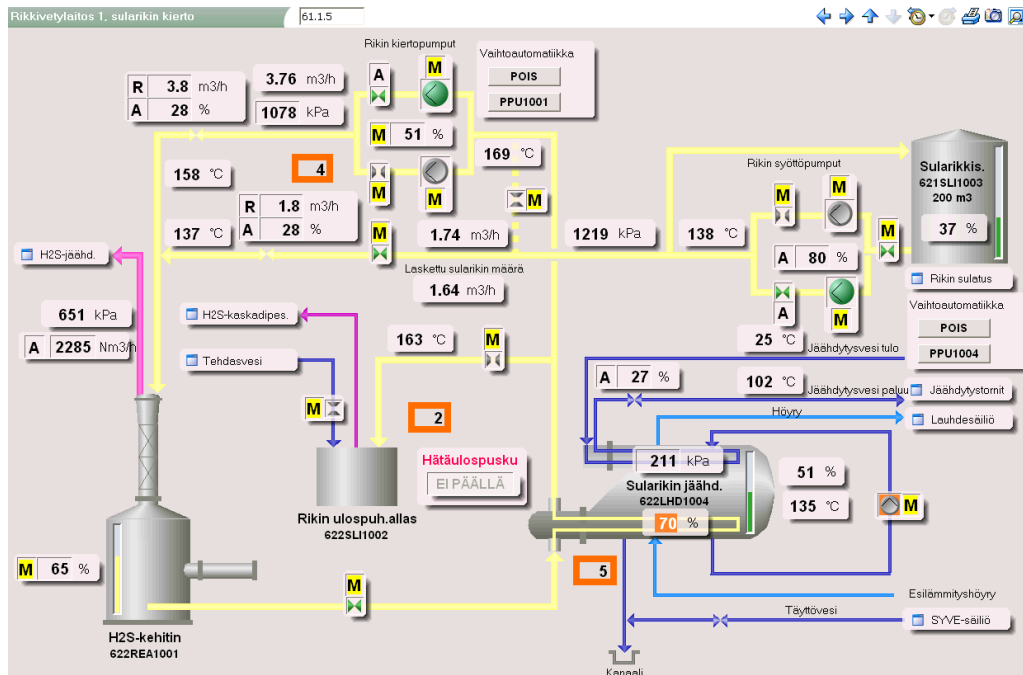 Rikkivetylaitos 1, sularikin kierto
61.1.5
Rikin kiertopumput
Vaihtoautomatiikka
POIS
PPU1001
R 3.8 m3/h
A 28 %
3.76 m3/h
1078 kPa
A
M
M 51 %
M
M
169 °C
M
4
158 °C
R 1.8 m3/h
A 28 %
137 °C
M
1.74 m3/h
1219 kPa
138 °C
Rikin syöttöpumput
M
M
A 80 %
A
M
M
Sularikkis.
621SLI1003
200 m3
37 %
Rikin sulatus
Vaihtoautomatiikka
POIS
PPU1004
Laskettu sularikin määrä
1.64 m3/h
H2S-jäähd.
651 kPa
A 2285 Nm3/h
H2S-kaskadipes.
Tehdasvesi
M
163 °C
M
25 °C
Jäähdytysvesi tulo
A 27 %
102 °C
Jäähdytysvesi paluu
Jäähdytystornit
Höyry
Lauhdesäiliö
2
Hätäulospusku
EI PÄÄLLÄ
211 kPa
Sularikin jäähd.
622LHD1004
70 %
51 %
135 °C
M
Rikin ulospuh.allas
622SLI1002
5
M 65 %
M
Esilämmityshöyry
Täyttövesi
SYVE-säiliö
H2S-kehitin
622REA1001
Kanaali